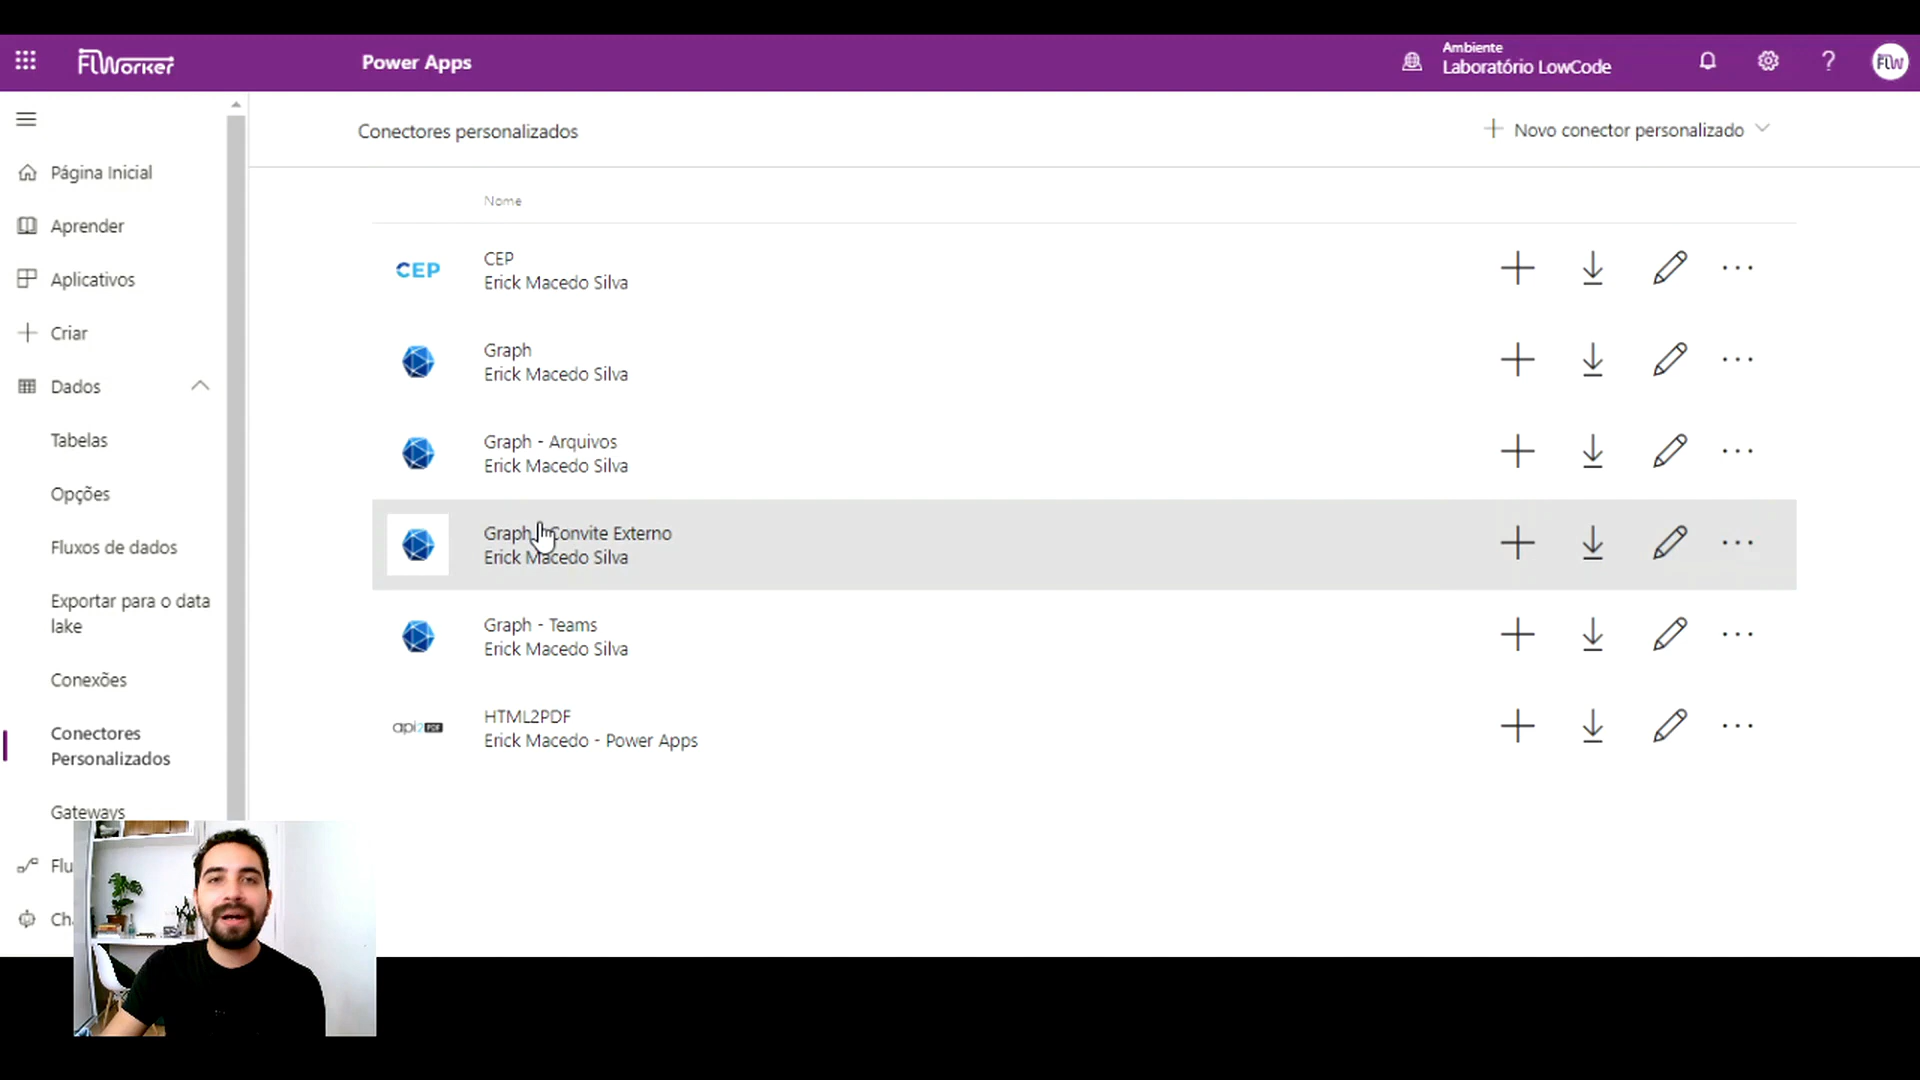 FLWorker
Power Apps
Ambiente
Laboratório LowCode
?
FLW
Conectores personalizados
Novo conector personalizado
Página Inicial
Aprender
Aplicativos
Criar
Dados
Tabelas
Opções
Fluxos de dados
Exportar para o data
lake
Conexões
Conectores
Personalizados
Gateways
Nome
CEP
CEP
Erick Macedo Silva
Graph
Erick Macedo Silva
Graph - Arquivos
Erick Macedo Silva
Graph - Convite Externo
Erick Macedo Silva
Graph - Teams
Erick Macedo Silva
api2PDF
HTML2PDF
Erick Macedo - Power Apps